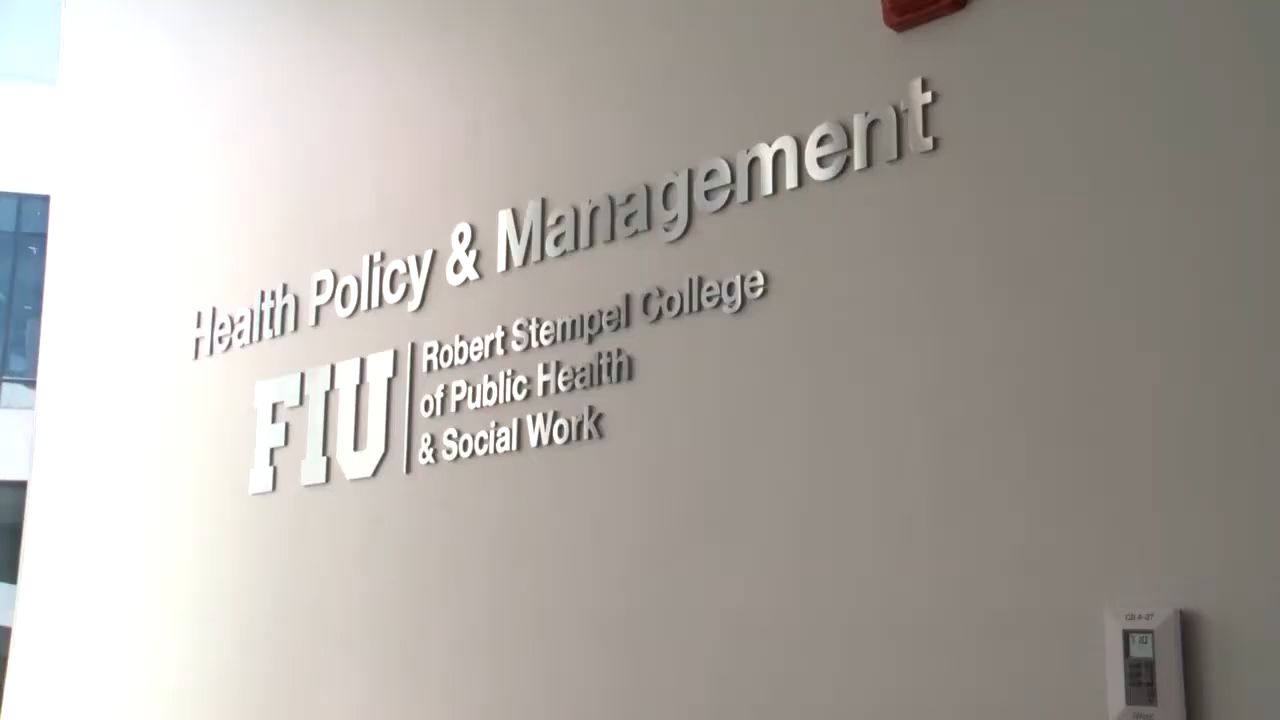 Health Policy & Management
FIU
Robert Stempel College
of Public Health
& Social Work